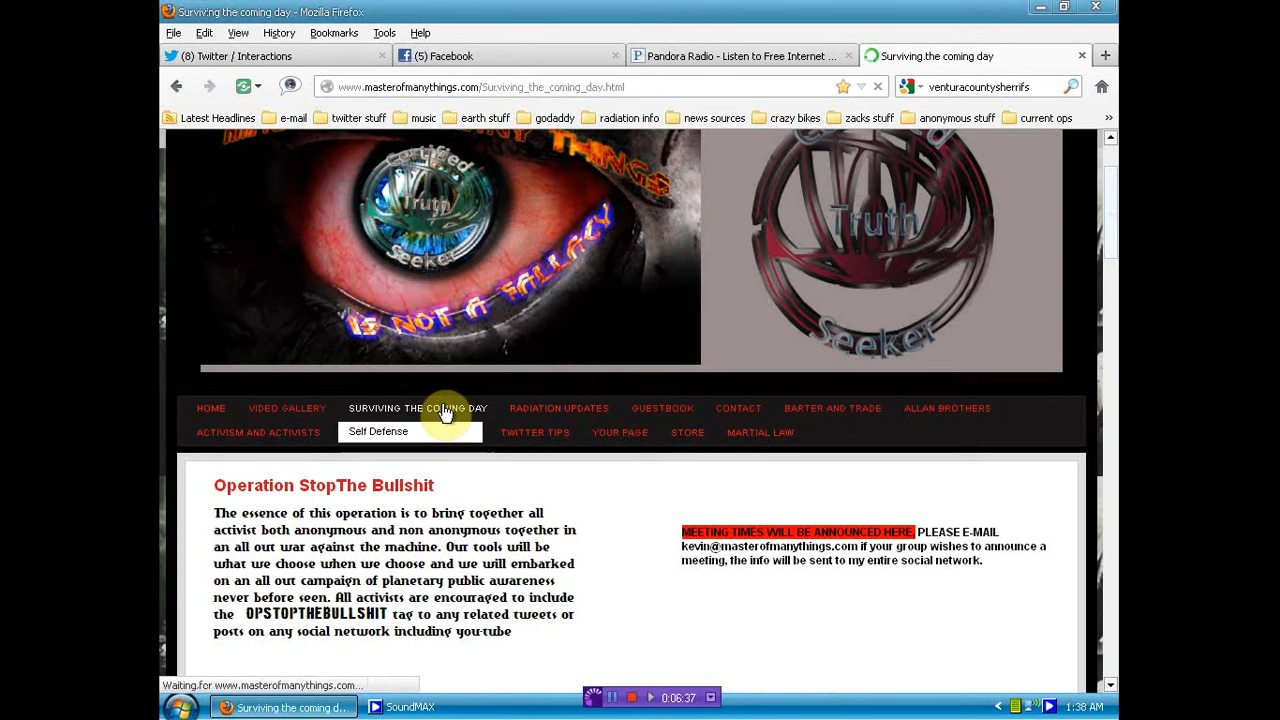 Surviving the coming day - Mozilla Firefox
File Edit View History Bookmarks Tools Help
(8) Twitter / Interactions (5) Facebook Pandora Radio - Listen to Free Internet ... Surviving the coming day
www.masterofmanythings.com/Surviving_the_coming_day.html venturacountysherrifs
Latest Headlines e-mail twitter stuff music earth stuff godaddy radiation info news sources crazy bikes zacks stuff anonymous stuff current ops »
THINGS
Certified
Truth
Seeker
IS NOT A FALLACY
Truth
Seeker
HOME VIDEO GALLERY SURVIVING THE COMING DAY RADIATION UPDATES GUESTBOOK CONTACT BARTER AND TRADE ALLAN BROTHERS
ACTIVISM AND ACTIVISTS Self Defense TWITTER TIPS YOUR PAGE STORE MARTIAL LAW
Operation StopThe Bullshit
The essence of this operation is to bring together all
activist both anonymous and non anonymous together in
an all out war against the machine. Our tools will be
what we choose when we choose and we will embarked
on an all out campaign of planetary public awareness
never before seen. All activists are encouraged to include
the OPSTOPTHEBULLSHIT tag to any related tweets or
posts on any social network including you-tube
MEETING TIMES WILL BE ANNOUNCED HERE, PLEASE E-MAIL
kevin@masterofmanythings.com if your group wishes to announce a
meeting, the info will be sent to my entire social network.
Waiting for www.masterofmanythings.com...
Surviving the coming d... SoundMAX 0:06:37 1:38 AM